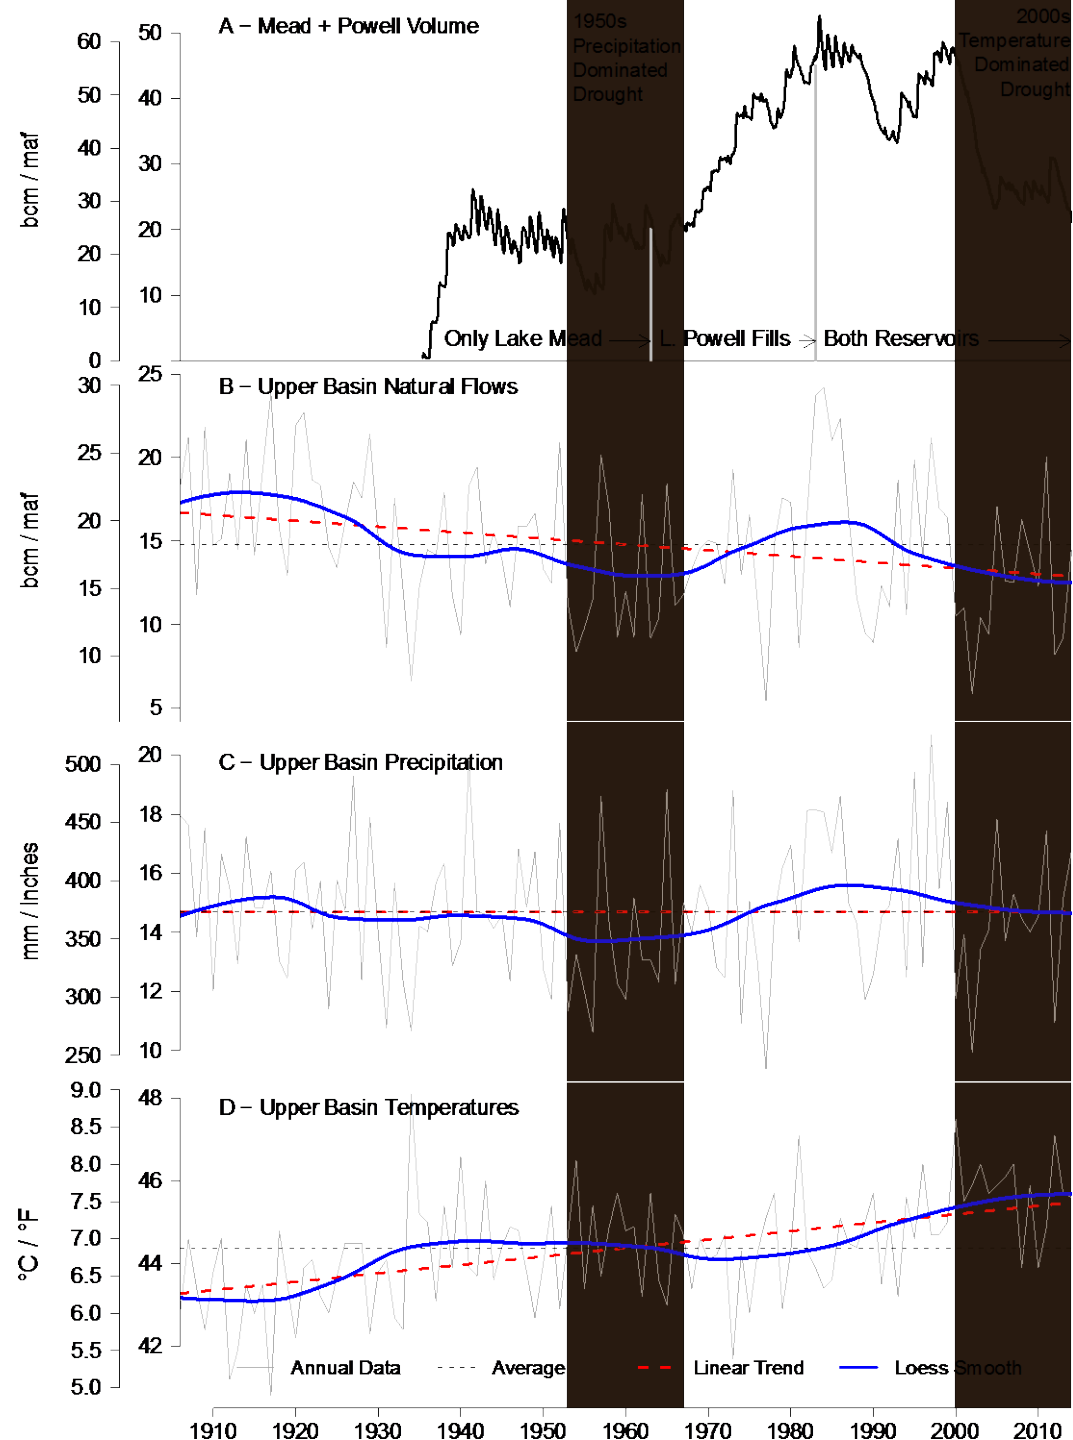 A – Mead + Powell Volume
1950s
Precipitation
Dominated
Drought
2000s
Temperature
Dominated
Drought
bcm / maf
60
50
40
30
20
10
0
50
40
30
20
10
Only Lake Mead
L. Powell Fills
Both Reservoirs
B – Upper Basin Natural Flows
bcm / maf
30
25
20
15
10
25
20
15
10
5
C – Upper Basin Precipitation
mm / Inches
500
450
400
350
300
250
20
18
16
14
12
10
D – Upper Basin Temperatures
°C / °F
9.0
8.5
8.0
7.5
7.0
6.5
6.0
5.5
5.0
48
46
44
42
Annual Data
Average
Linear Trend
Loess Smooth
1910 1920 1930 1940 1950 1960 1970 1980 1990 2000 2010